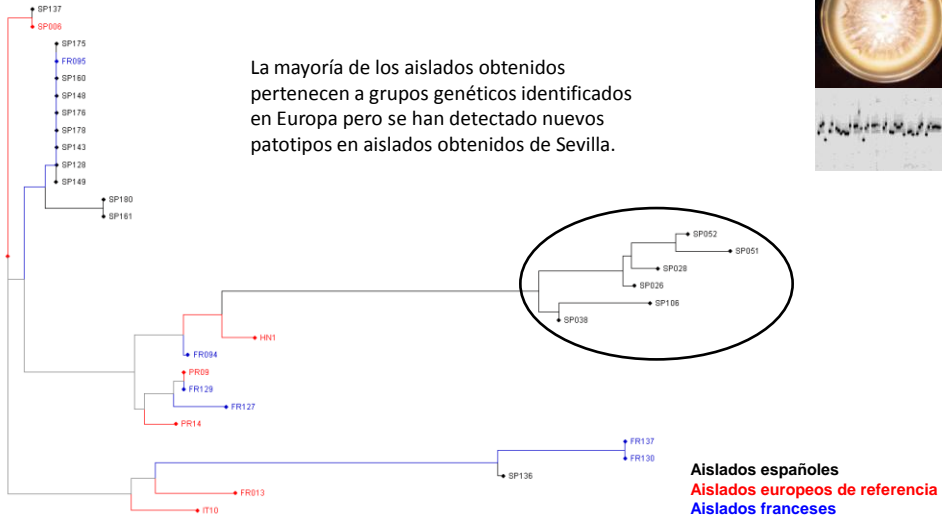 SP137
SP006
SP175
FR095
SP160
SP148
SP176
SP178
SP143
SP128
SP149
SP180
SP161
La mayoría de los aislados obtenidos
pertenecen a grupos genéticos identificados
en Europa pero se han detectado nuevos
patotipos en aislados obtenidos de Sevilla.
SP052
SP051
SP028
SP026
SP106
SP038
HN1
FR094
PR09
FR129
FR127
PR14
FR137
FR130
SP136
FR013
IT10
Aislados españoles
Aislados europeos de referencia
Aislados franceses